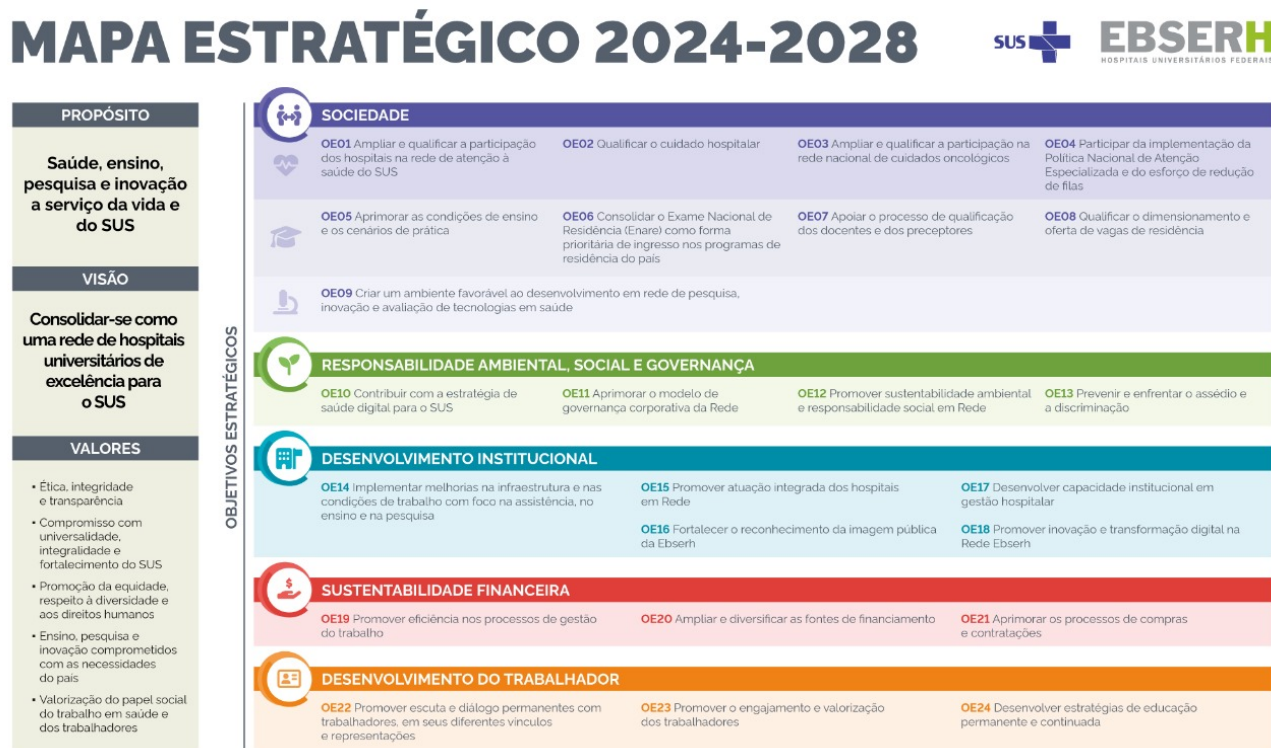 MAPA ESTRATÉGICO 2024-2028
SUS
EBSERH
HOSPITAIS UNIVERSITÁRIOS FEDERAIS
PROPÓSITO
Saúde, ensino,
pesquisa e inovação
a serviço da vida e
do SUS
VISÃO
Consolidar-se como
uma rede de hospitais
universitários de
excelência para
o SUS
VALORES
• Ética, integridade
e transparência
• Compromisso com
universalidade,
integralidade e
fortalecimento do SUS
• Promoção da equidade,
respeito à diversidade e
aos direitos humanos
• Ensino, pesquisa e
inovação comprometidos
com as necessidades
do país
• Valorização do papel social
do trabalho em saúde e
dos trabalhadores
OBJETIVOS ESTRATÉGICOS
SOCIEDADE
OE01 Ampliar e qualificar a participação
dos hospitais na rede de atenção à
saúde do SUS
OE02 Qualificar o cuidado hospitalar
OE03 Ampliar e qualificar a participação na
rede nacional de cuidados oncológicos
OE04 Participar da implementação da
Política Nacional de Atenção
Especializada e do esforço de redução
de filas
OE05 Aprimorar as condições de ensino
e os cenários de prática
OE06 Consolidar o Exame Nacional de
Residência (Enare) como forma
prioritária de ingresso nos programas de
residência do país
OE07 Apoiar o processo de qualificação
dos docentes e dos preceptores
OE08 Qualificar o dimensionamento e
oferta de vagas de residência
OE09 Criar um ambiente favorável ao desenvolvimento em rede de pesquisa,
inovação e avaliação de tecnologias em saúde
RESPONSABILIDADE AMBIENTAL, SOCIAL E GOVERNANÇA
OE10 Contribuir com a estratégia de
saúde digital para o SUS
OE11 Aprimorar o modelo de
governança corporativa da Rede
OE12 Promover sustentabilidade ambiental
e responsabilidade social em Rede
OE13 Prevenir e enfrentar o assédio e
a discriminação
DESENVOLVIMENTO INSTITUCIONAL
OE14 Implementar melhorias na infraestrutura e nas
condições de trabalho com foco na assistência, no
ensino e na pesquisa
OE15 Promover atuação integrada dos hospitais
em Rede
OE16 Fortalecer o reconhecimento da imagem pública
da Ebserh
OE17 Desenvolver capacidade institucional em
gestão hospitalar
OE18 Promover inovação e transformação digital na
Rede Ebserh
SUSTENTABILIDADE FINANCEIRA
OE19 Promover eficiência nos processos de gestão
do trabalho
OE20 Ampliar e diversificar as fontes de financiamento
OE21 Aprimorar os processos de compras
e contratações
DESENVOLVIMENTO DO TRABALHADOR
OE22 Promover escuta e diálogo permanentes com
trabalhadores, em seus diferentes vínculos
e representações
OE23 Promover o engajamento e valorização
dos trabalhadores
OE24 Desenvolver estratégias de educação
permanente e continuada